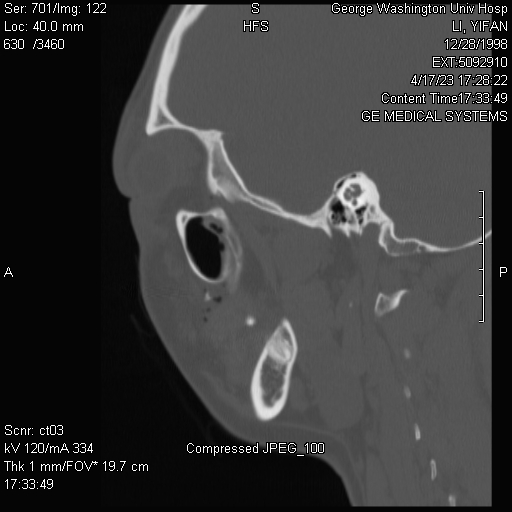 Ser: 701/Img: 122
Loc: 40.0 mm
630 /3460
S
HFS
George Washington Univ Hosp
LI, YIFAN
12/28/1998
EXT:5092910
4/17/23 17:28:22
Content Time17:33:49
GE MEDICAL SYSTEMS
A
P
Scnr: ct03
kV 120/mA 334
Thk 1 mm/FOV* 19.7 cm
17:33:49
Compressed JPEG_100